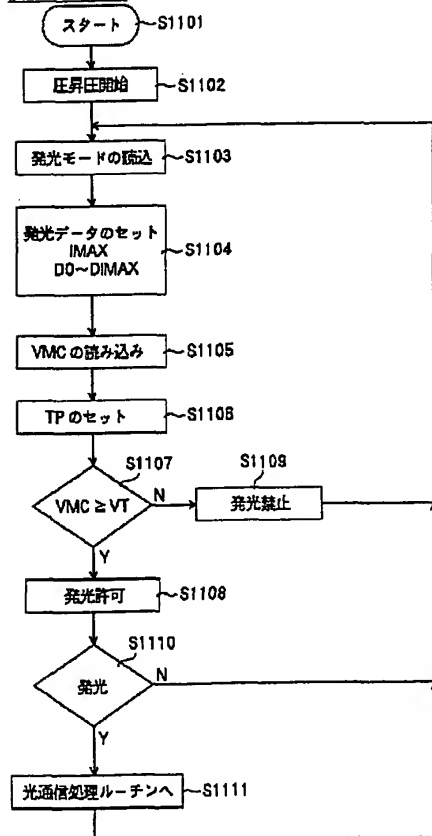 スタート
S1101
圧昇圧開始
S1102
発光モードの読込
S1103
発光データのセット
IMAX
D0~DIMAX
S1104
VMCの読み込み
S1105
TPのセット
S1106
S1107
VMC≧VT
N
Y
S1109
発光禁止
発光許可
S1108
S1110
発光
N
Y
光通信処理ルーチンへ
S1111